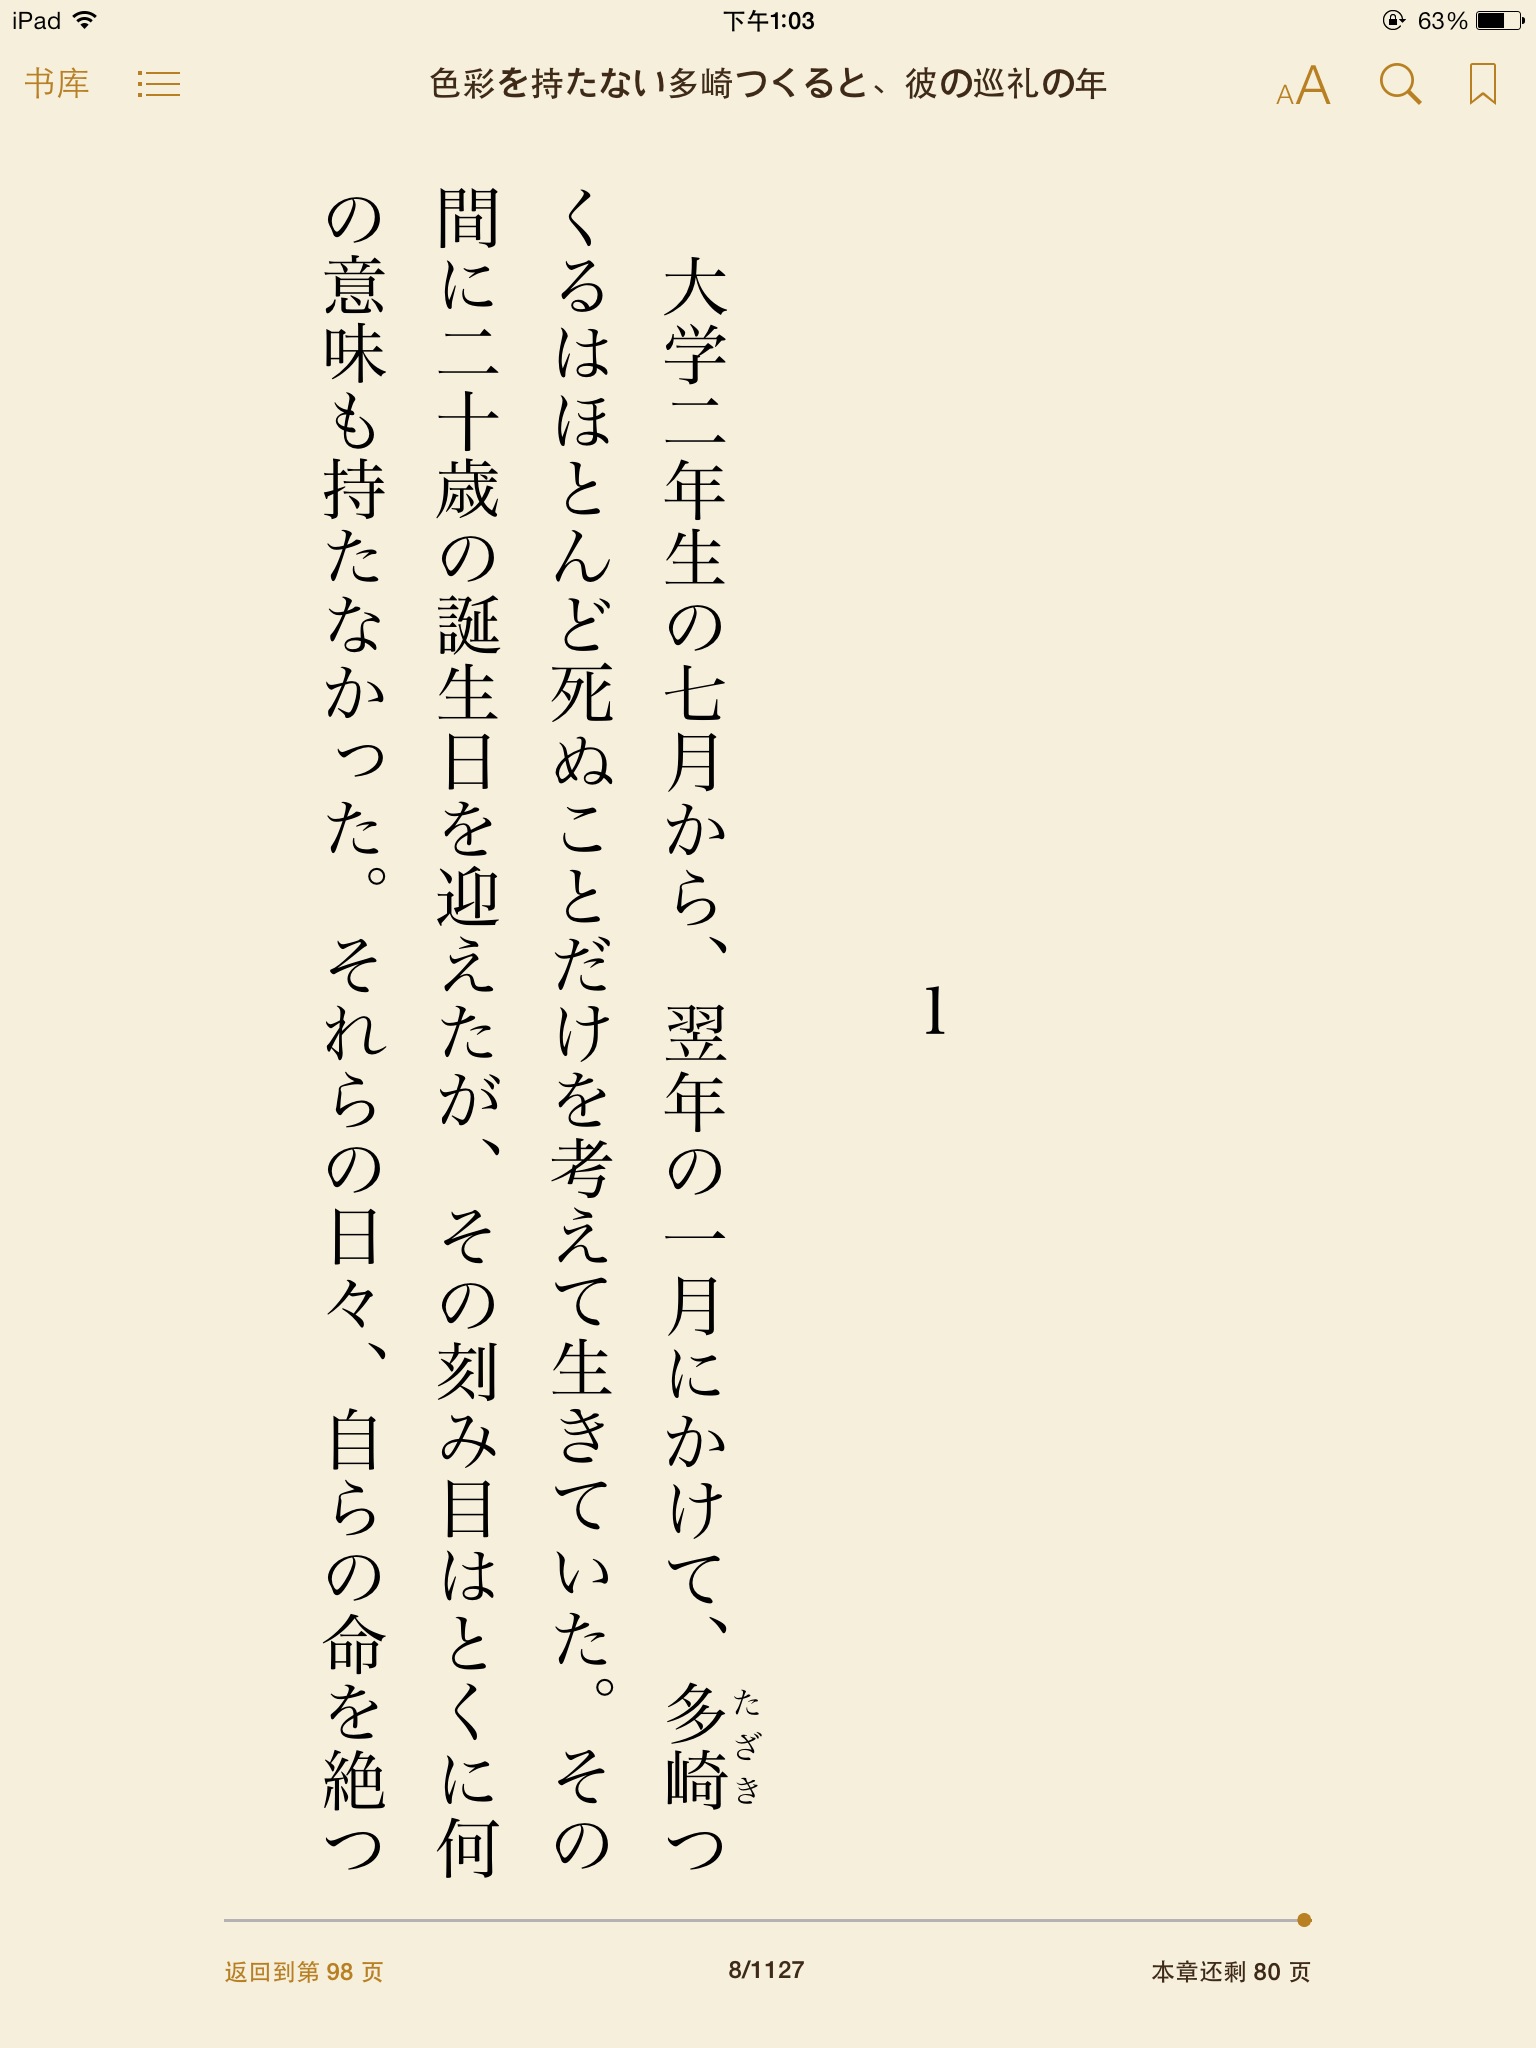 iPad 下午1:03 63%
书库 色彩を持たない多崎つくると、彼の巡礼の年 AA
1
大学二年生の七月から、翌年の一月にかけて、多崎つ
たざき
くるはほとんど死ぬことだけを考えて生きていた。その
間に二十歳の誕生日を迎えたが、その刻み目はとくに何
の意味も持たなかった。それらの日々、自らの命を絶つ
返回到第 98 页 8/1127 本章还剩 80 页